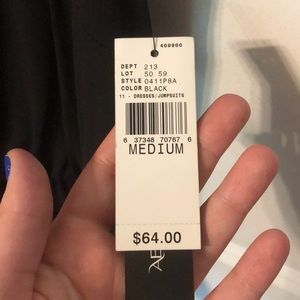 409900
DEPT 213
LOT 50 59
STYLE 0411P8A
COLOR BLACK
11 - DRESSES/JUMPSUITS
6 37348 70767 6
MEDIUM
$64.00